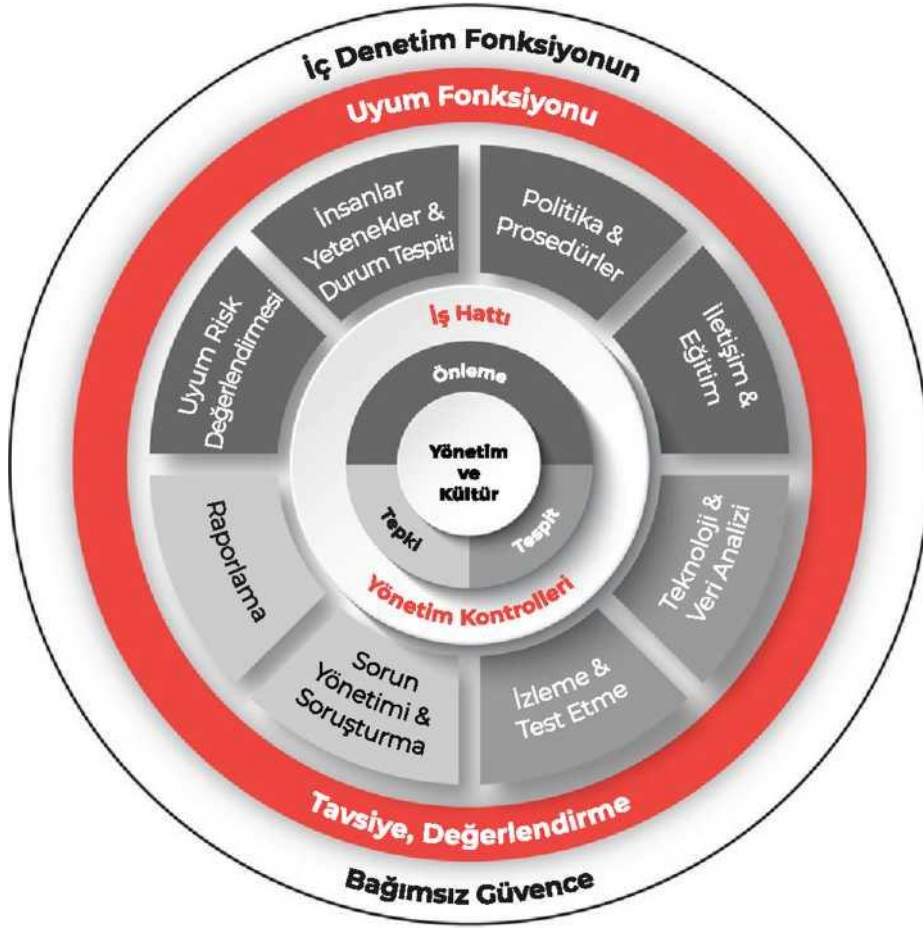 İç Denetim Fonksiyonun
Uyum Fonksiyonu
İnsanlar
Yetenekler &
Durum Tespiti
Politika &
Prosedürler
İletişim &
Eğitim
Teknoloji &
Veri Analizi
İzleme &
Test Etme
Sorun
Yönetimi &
Soruşturma
Raporlama
Uyum Risk
Değerlendirmesi
İş Hattı
Önleme
Yönetim
ve
Kültür
Tepki
Tespit
Yönetim Kontrolleri
Tavsiye, Değerlendirme
Bağımsız Güvence